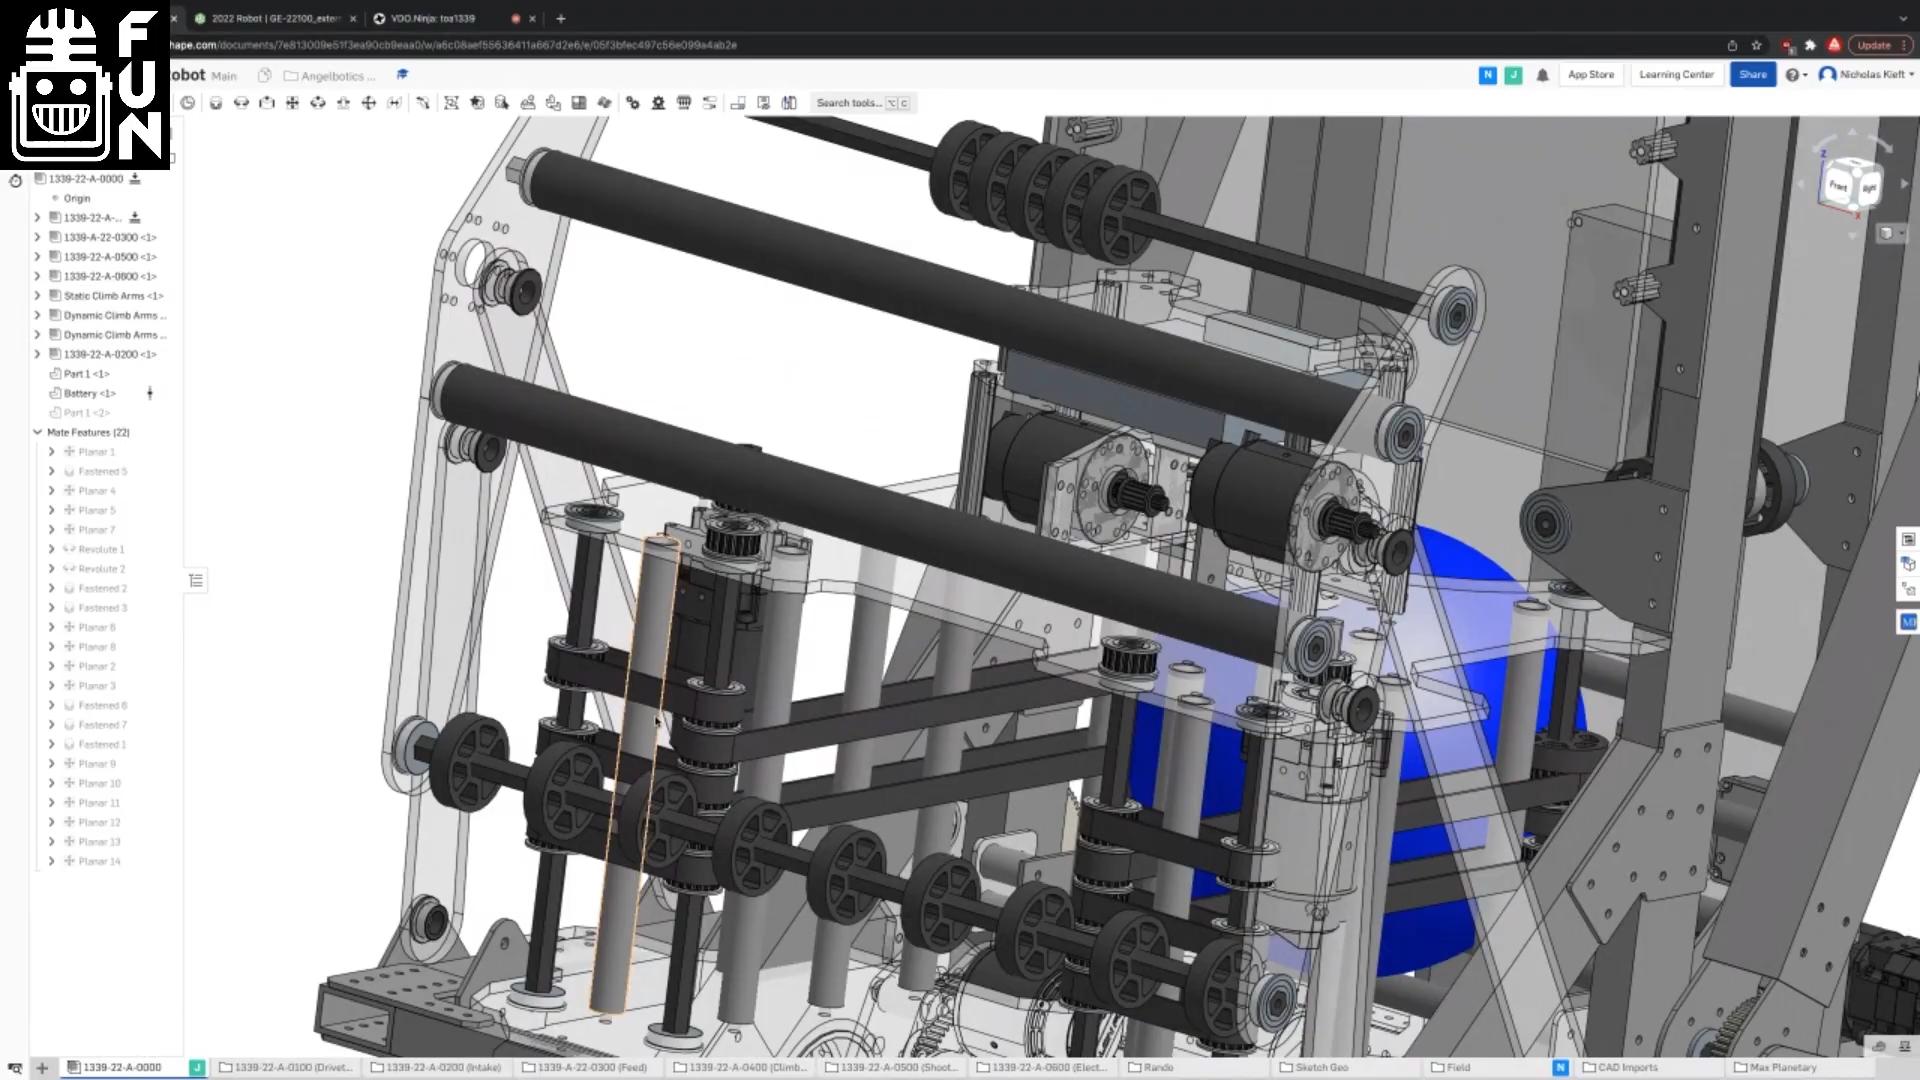 FUN
2022 Robot | GE-22100_exter
VDO.Ninja: toa1339
hape.com/documents/7e813009e51f3ea90cb9eaa0/w/a6c08aef55636411a667d2e6/e/05f3bfec497c56e099a4ab2e
Update
obot Main
Angelbotics ...
N
J
App Store
Learning Center
Share
Nicholas Kieft
Search tools...
C
1339-22-A-0000
Origin
1339-22-A-...
1339-A-22-0300 <1>
1339-22-A-0500 <1>
1339-22-A-0600 <1>
Static Climb Arms <1>
Dynamic Climb Arms ...
Dynamic Climb Arms ...
1339-22-A-0200 <1>
Part 1 <1>
Battery <1>
Part 1 <2>
Mate Features (22)
Planar 1
Fastened 5
Planar 4
Planar 5
Planar 7
Revolute 1
Revolute 2
Fastened 2
Fastened 3
Planar 6
Planar 8
Planar 2
Planar 3
Fastened 6
Fastened 7
Fastened 1
Planar 9
Planar 10
Planar 11
Planar 12
Planar 13
Planar 14
Z
Front
Right
X
1339-22-A-0000
J
1339-22-A-0100 (Drivet...
1339-22-A-0200 (Intake)
1339-A-22-0300 (Feed)
1339-22-A-0400 (Climb...
1339-22-A-0500 (Shoot...
1339-22-A-0600 (Elect...
Rando
Sketch Geo
Field
N
CAD Imports
Max Planetary